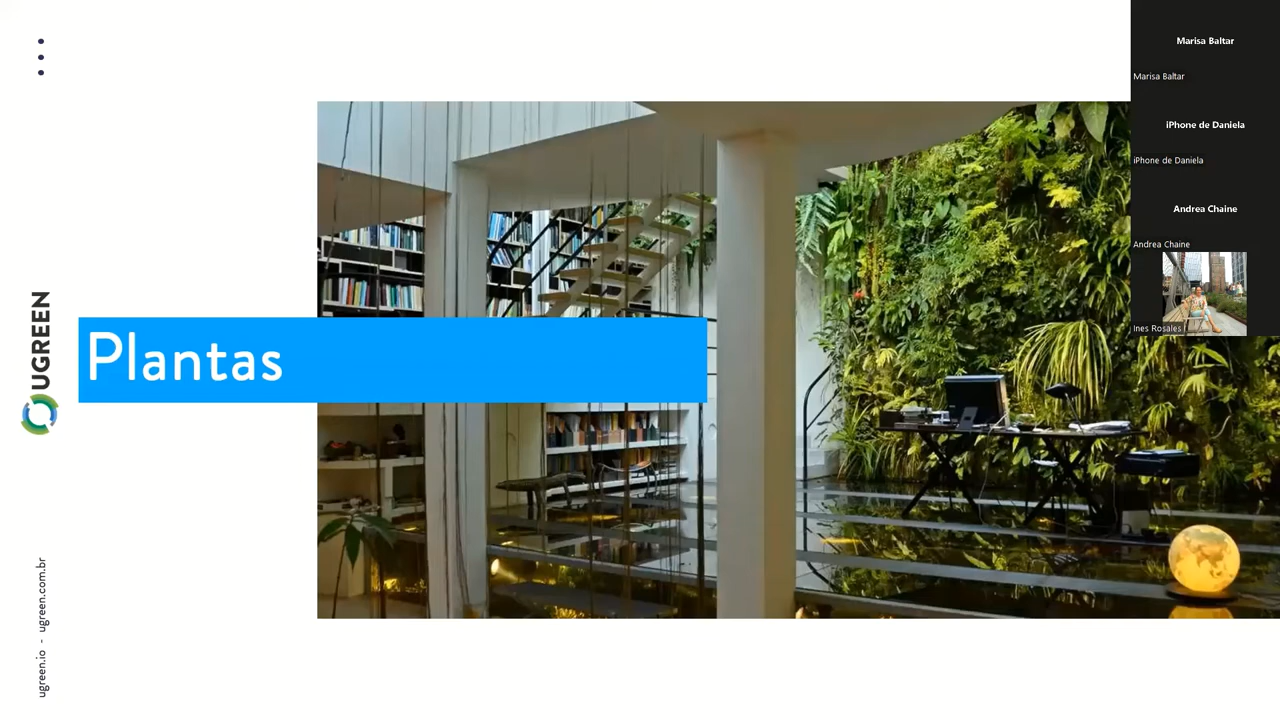 Plantas
UGREEN
ugreen.io - ugreen.com.br
Marisa Baltar
Marisa Baltar
iPhone de Daniela
iPhone de Daniela
Andrea Chaine
Andrea Chaine
Ines Rosales